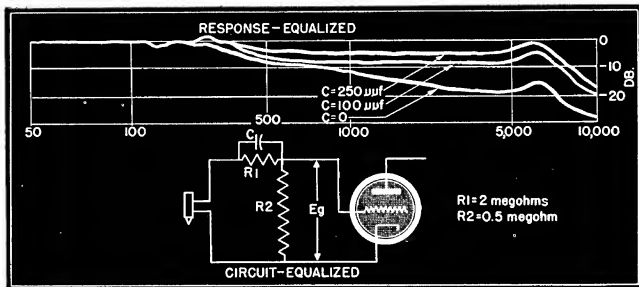 RESPONSE-EQUALIZED
0
-10
-20
DB.
C=250 µµf
C=100 µµf
C=0
50
100
500
1000
5,000
10,000
C
R1
R2
Eg
R1=2 megohms
R2=0.5 megohm
CIRCUIT-EQUALIZED